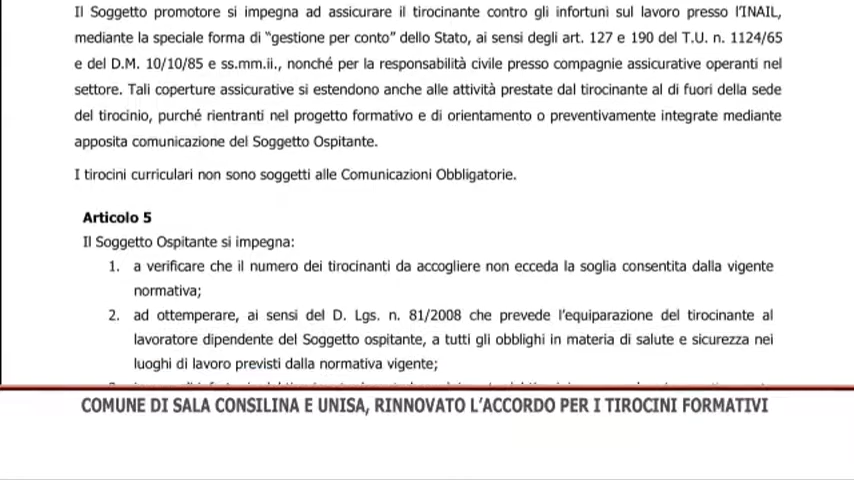 Il Soggetto promotore si impegna ad assicurare il tirocinante contro gli infortuni sul lavoro presso l'INAIL,
mediante la speciale forma di "gestione per conto" dello Stato, ai sensi degli art. 127 e 190 del T.U. n. 1124/65
e del D.M. 10/10/85 e ss.mm.ii., nonché per la responsabilità civile presso compagnie assicurative operanti nel
settore. Tali coperture assicurative si estendono anche alle attività prestate dal tirocinante al di fuori della sede
del tirocinio, purché rientranti nel progetto formativo e di orientamento o preventivamente integrate mediante
apposita comunicazione del Soggetto Ospitante.
I tirocini curriculari non sono soggetti alle Comunicazioni Obbligatorie.
Articolo 5
Il Soggetto Ospitante si impegna:
1. a verificare che il numero dei tirocinanti da accogliere non ecceda la soglia consentita dalla vigente
normativa;
2. ad ottemperare, ai sensi del D. Lgs. n. 81/2008 che prevede l'equiparazione del tirocinante al
lavoratore dipendente del Soggetto ospitante, a tutti gli obblighi in materia di salute e sicurezza nei
luoghi di lavoro previsti dalla normativa vigente;
COMUNE DI SALA CONSILINA E UNISA, RINNOVATO L'ACCORDO PER I TIROCINI FORMATIVI